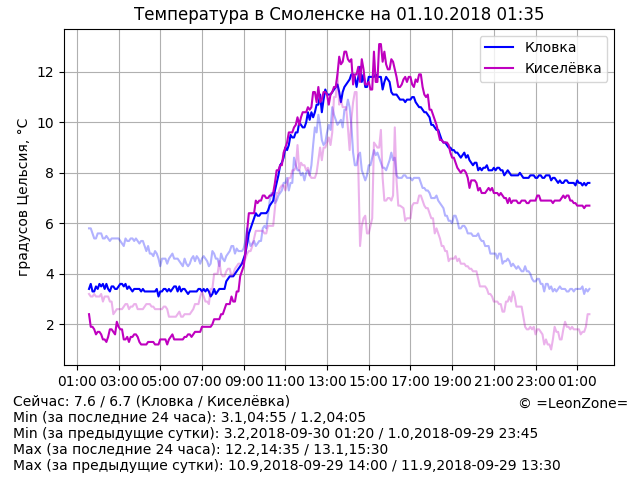 Температура в Смоленске на 01.10.2018 01:35
градусов Цельсия, °C
12
10
8
6
4
2
Кловка
Киселёвка
01:00 03:00 05:00 07:00 09:00 11:00 13:00 15:00 17:00 19:00 21:00 23:00 01:00
Сейчас: 7.6 / 6.7 (Кловка / Киселёвка)
© =LeonZone=
Min (за последние 24 часа): 3.1,04:55 / 1.2,04:05
Min (за предыдущие сутки): 3.2,2018-09-30 01:20 / 1.0,2018-09-29 23:45
Max (за последние 24 часа): 12.2,14:35 / 13.1,15:30
Max (за предыдущие сутки): 10.9,2018-09-29 14:00 / 11.9,2018-09-29 13:30